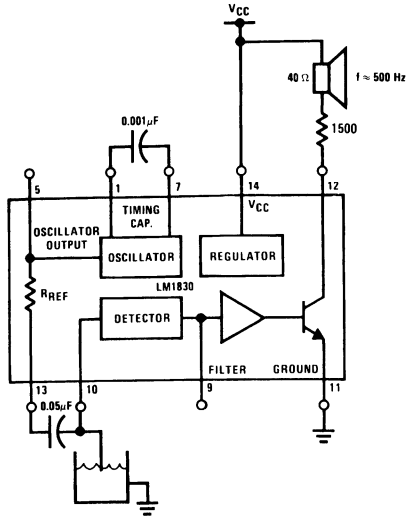 VCC
40 Ω
f ≈ 500 Hz
1500
0.001μF
5
1
7
14
12
OSCILLATOR
OUTPUT
TIMING
CAP.
VCC
OSCILLATOR
REGULATOR
RREF
LM1830
DETECTOR
FILTER
GROUND
13
10
9
11
0.05μF